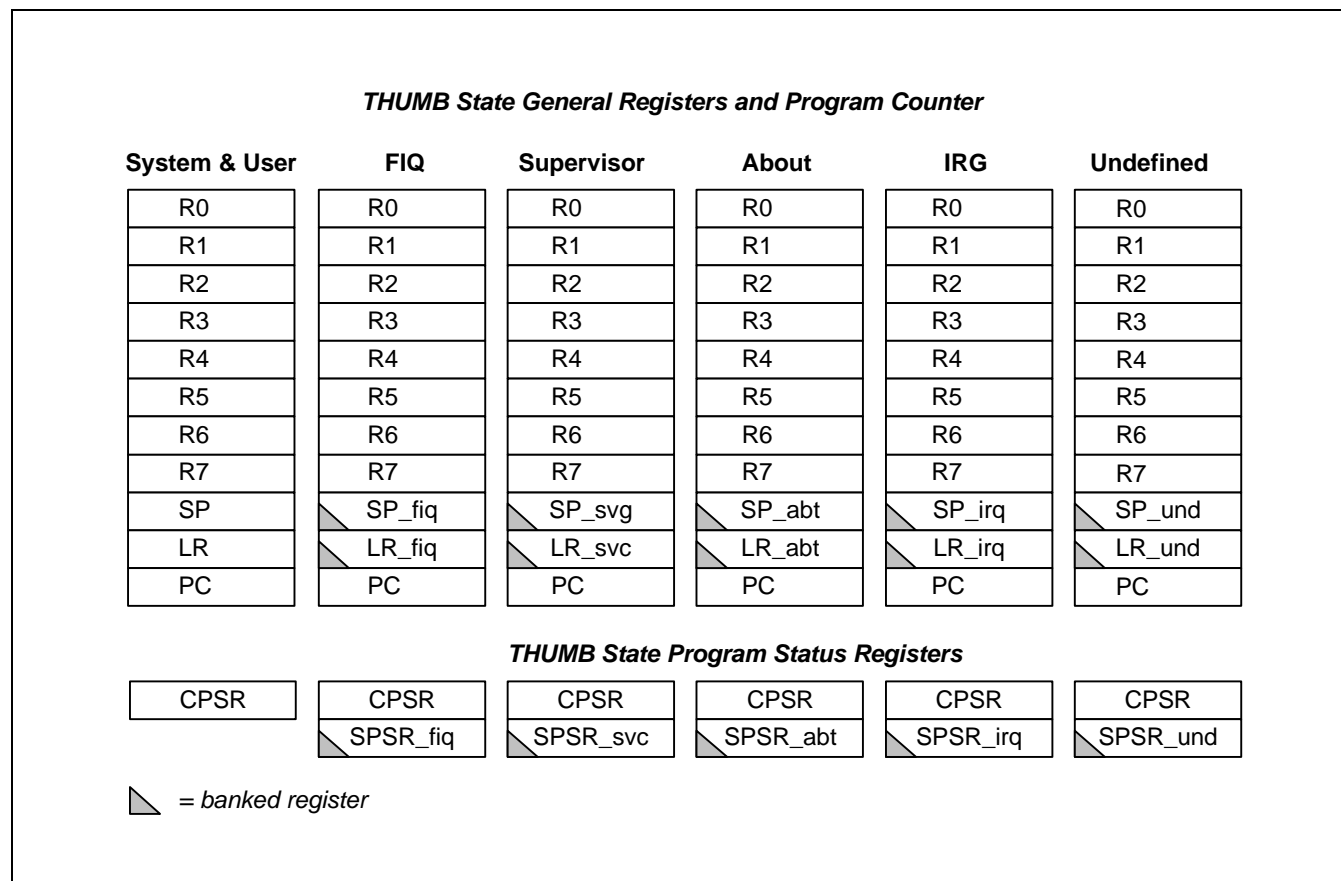 THUMB State General Registers and Program Counter
System & User FIQ Supervisor About IRG Undefined
R0 R0 R0 R0 R0 R0
R1 R1 R1 R1 R1 R1
R2 R2 R2 R2 R2 R2
R3 R3 R3 R3 R3 R3
R4 R4 R4 R4 R4 R4
R5 R5 R5 R5 R5 R5
R6 R6 R6 R6 R6 R6
R7 R7 R7 R7 R7 R7
SP SP_fiq SP_svg SP_abt SP_irq SP_und
LR LR_fiq LR_svc LR_abt LR_irq LR_und
PC PC PC PC PC PC
THUMB State Program Status Registers
CPSR CPSR CPSR CPSR CPSR CPSR
SPSR_fiq SPSR_svc SPSR_abt SPSR_irq SPSR_und
= banked register